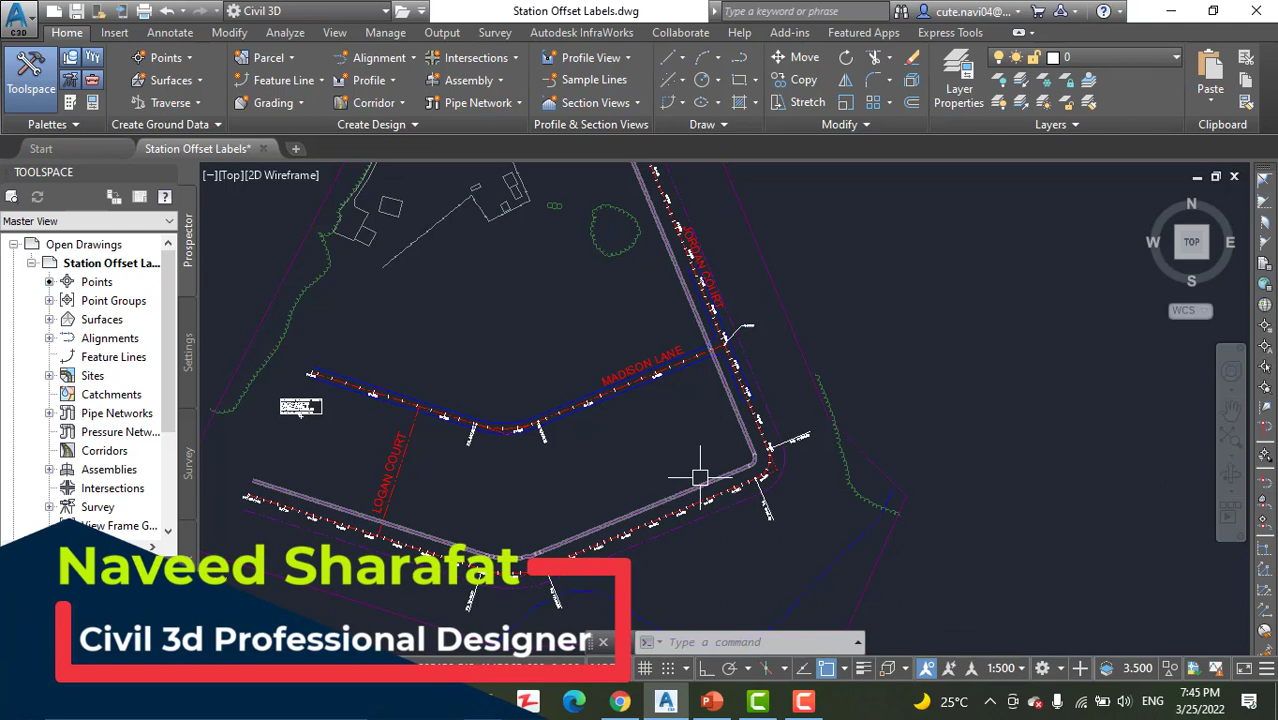 C3D
Civil 3D
Station Offset Labels.dwg
Type a keyword or phrase
cute.navi04@...
Home
Insert
Annotate
Modify
Analyze
View
Manage
Output
Survey
Autodesk InfraWorks
Collaborate
Help
Add-ins
Featured Apps
Express Tools
Toolspace
Palettes
Points
Surfaces
Traverse
Create Ground Data
Parcel
Feature Line
Grading
Alignment
Profile
Corridor
Intersections
Assembly
Pipe Network
Create Design
Profile View
Sample Lines
Section Views
Profile & Section Views
Draw
Move
Copy
Stretch
Modify
Layer
Properties
0
Layers
Paste
Clipboard
Start
Station Offset Labels*
TOOLSPACE
Master View
Open Drawings
Station Offset La...
Points
Point Groups
Surfaces
Alignments
Feature Lines
Sites
Catchments
Pipe Networks
Pressure Netw...
Corridors
Assemblies
Intersections
Survey
View Frame G...
Prospector
Settings
Survey
[−][Top][2D Wireframe]
N
W
TOP
E
S
WCS
JORDAN COURT
MADISON LANE
LOGAN COURT
Naveed Sharafat
Civil 3d Professional Designer
Type a command
1:500
3.500
25°C
ENG
7:45 PM
3/25/2022